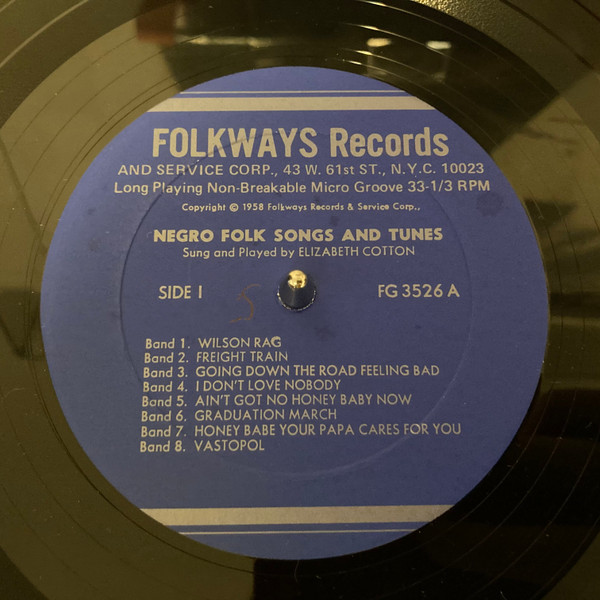 FOLKWAYS Records
AND SERVICE CORP., 43 W. 61st ST., N.Y.C. 10023
Long Playing Non-Breakable Micro Groove 33-1/3 RPM
Copyright © 1958 Folkways Records & Service Corp.,
NEGRO FOLK SONGS AND TUNES
Sung and Played by ELIZABETH COTTON
SIDE I FG 3526 A
Band 1. WILSON RAG
Band 2. FREIGHT TRAIN
Band 3. GOING DOWN THE ROAD FEELING BAD
Band 4. I DON'T LOVE NOBODY
Band 5. AIN'T GOT NO HONEY BABY NOW
Band 6. GRADUATION MARCH
Band 7. HONEY BABE YOUR PAPA CARES FOR YOU
Band 8. VASTOPOL